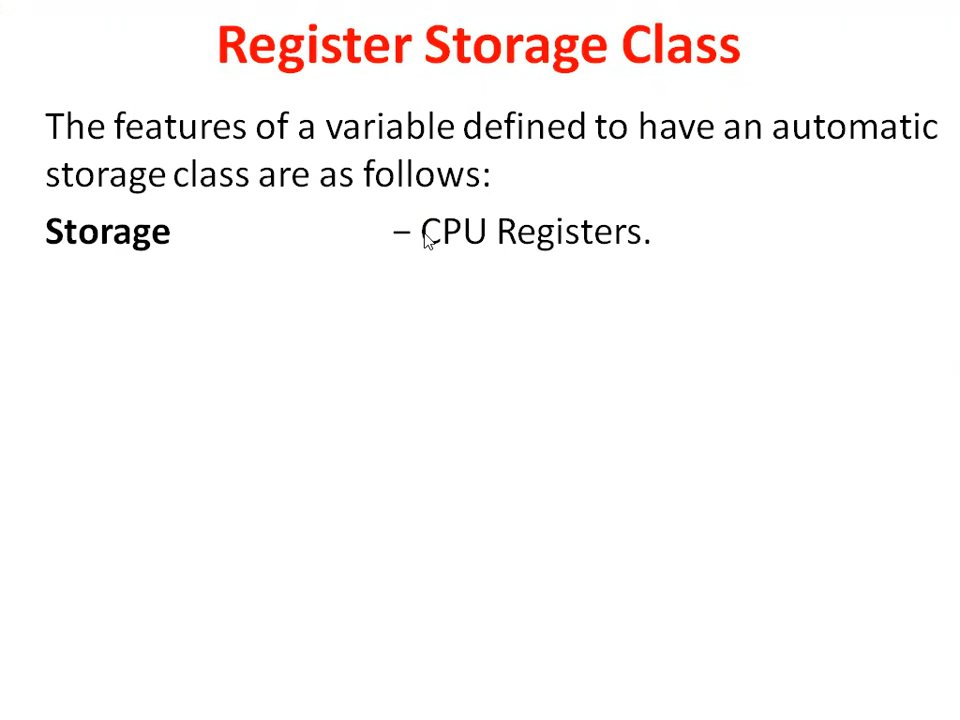 Register Storage Class
The features of a variable defined to have an automatic
storage class are as follows:
Storage – CPU Registers.